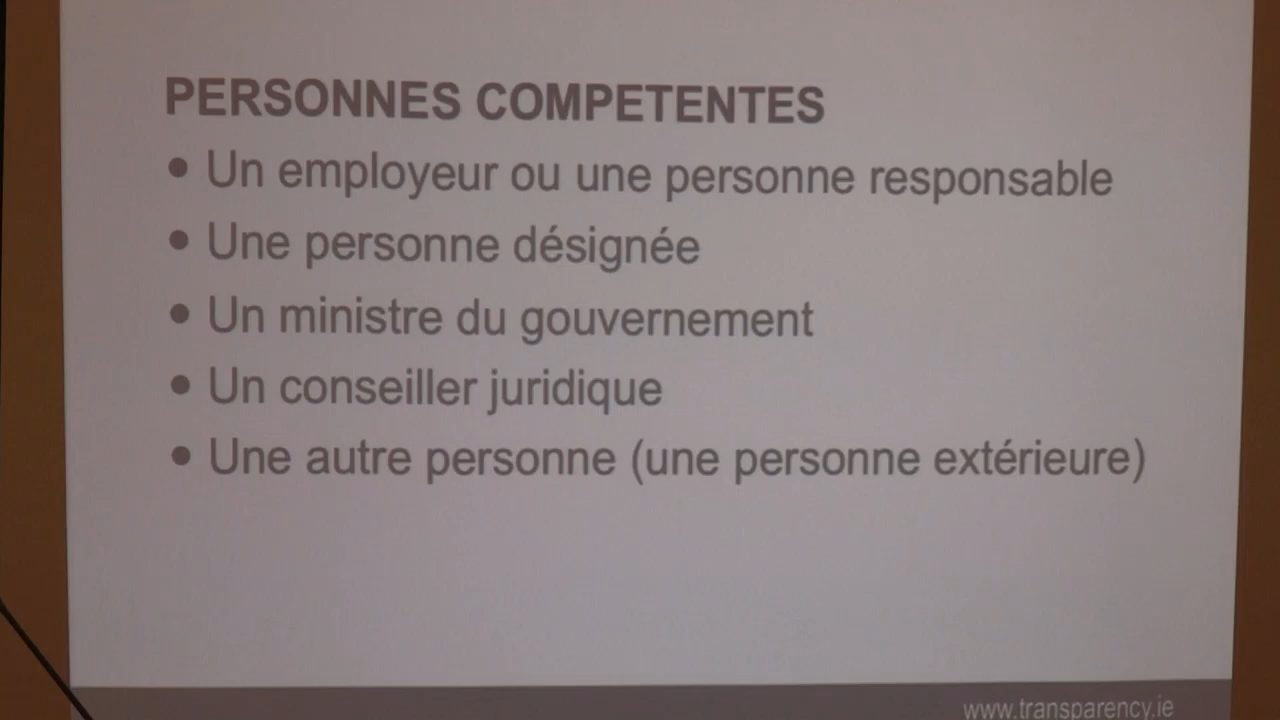 PERSONNES COMPETENTES
• Un employeur ou une personne responsable
• Une personne désignée
• Un ministre du gouvernement
• Un conseiller juridique
• Une autre personne (une personne extérieure)
www.transparency.ie